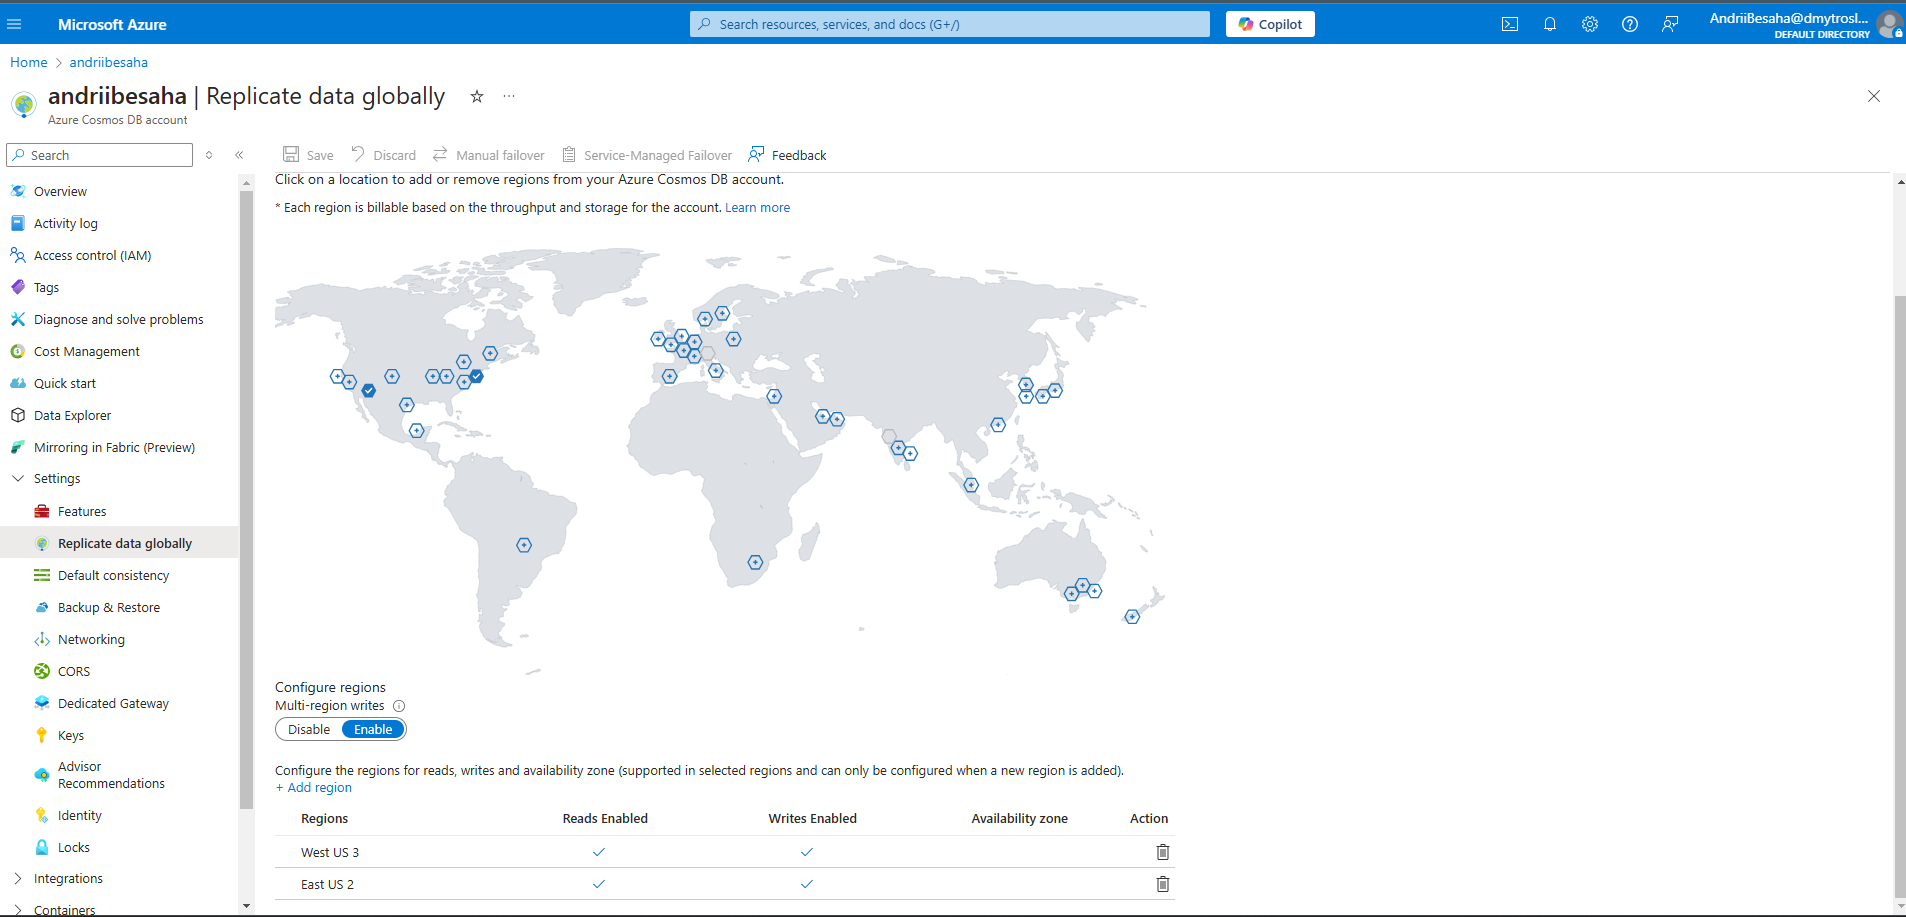 Microsoft Azure
Search resources, services, and docs (G+/)
Copilot
AndriiBesaha@dmytrosl...
DEFAULT DIRECTORY
Home > andriibesaha
andriibesaha | Replicate data globally
Azure Cosmos DB account
Search
Save
Discard
Manual failover
Service-Managed Failover
Feedback
Click on a location to add or remove regions from your Azure Cosmos DB account.
* Each region is billable based on the throughput and storage for the account. Learn more
Overview
Activity log
Access control (IAM)
Tags
Diagnose and solve problems
Cost Management
Quick start
Data Explorer
Mirroring in Fabric (Preview)
Settings
Features
Replicate data globally
Default consistency
Backup & Restore
Networking
CORS
Dedicated Gateway
Keys
Advisor
Recommendations
Identity
Locks
Integrations
Containers
Configure regions
Multi-region writes
Disable Enable
Configure the regions for reads, writes and availability zone (supported in selected regions and can only be configured when a new region is added).
+ Add region
Regions Reads Enabled Writes Enabled Availability zone Action
West US 3
East US 2